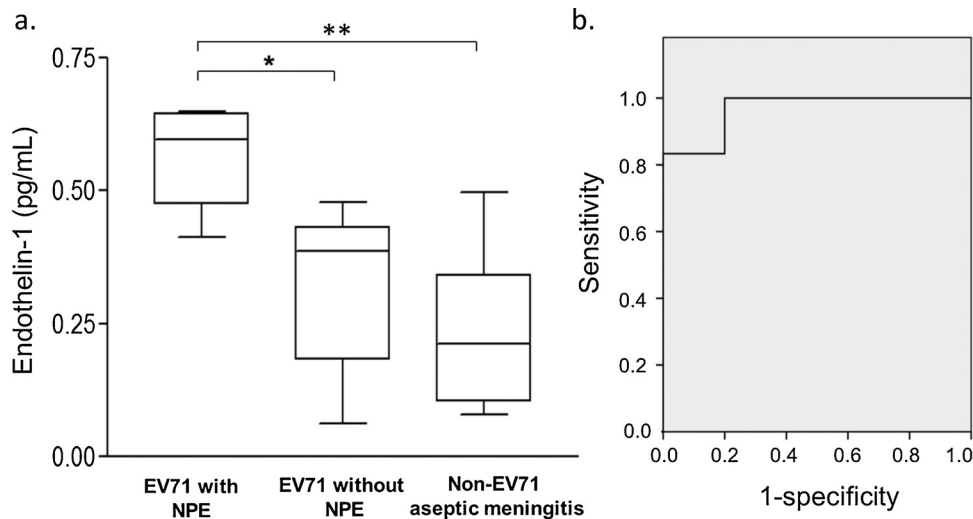 a.
**
*
0.75
0.50
0.25
0.00
Endothelin-1 (pg/mL)
EV71 with
NPE
EV71 without
NPE
Non-EV71
aseptic meningitis
b.
1.0
0.8
0.6
0.4
0.2
0.0
Sensitivity
0.0 0.2 0.4 0.6 0.8 1.0
1-specificity